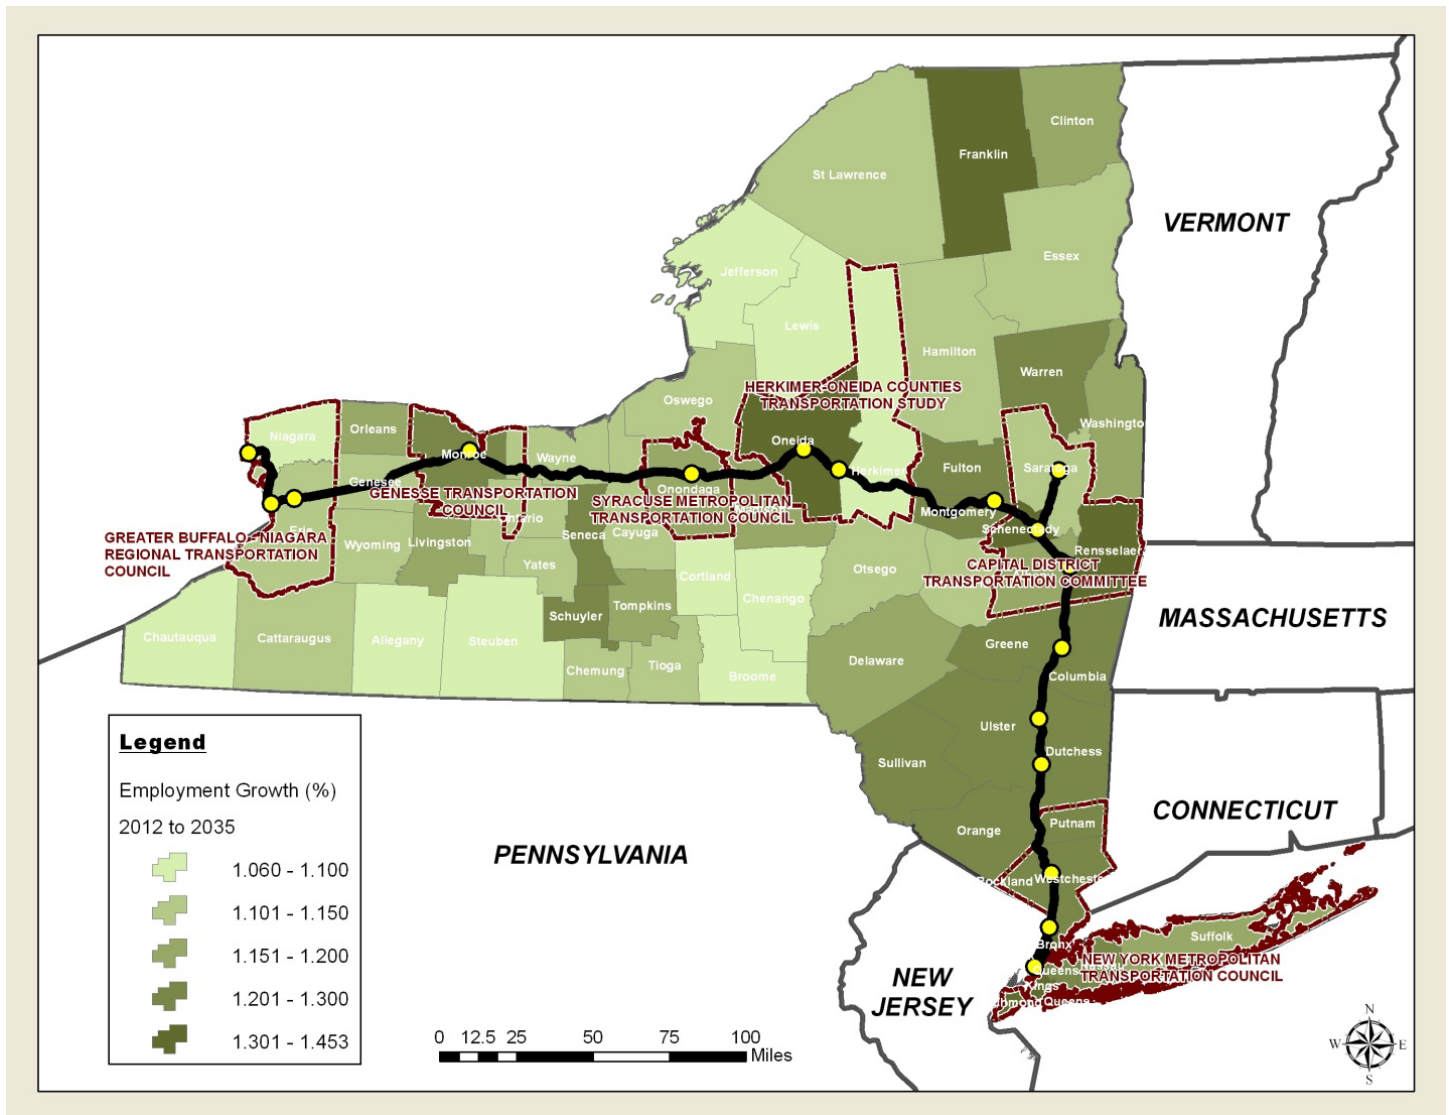 Clinton
Franklin
St Lawrence
VERMONT
Essex
Jefferson
Lewis
Hamilton
Warren
HERKIMER-ONEIDA COUNTIES
TRANSPORTATION STUDY
Oswego
Washingto
Niagara
Orleans
Monroe
Wayne
Oneida
Herkimer
Fulton
Saratoga
Genesee
GENESSE TRANSPORTATION
COUNCIL
Onondaga
SYRACUSE METROPOLITAN
TRANSPORTATION COUNCIL
Madison
Montgomery
Schenectady
Ontario
Erie
GREATER BUFFALO-NIAGARA
REGIONAL TRANSPORTATION
COUNCIL
Wyoming
Livingston
Seneca
Cayuga
Yates
Otsego
Rensselaer
CAPITAL DISTRICT
TRANSPORTATION COMMITTEE
Cortland
Chenango
Schuyler
Tompkins
MASSACHUSETTS
Chautauqua
Cattaraugus
Allegany
Steuben
Chemung
Tioga
Broome
Delaware
Greene
Columbia
Ulster
Sullivan
Dutchess
Orange
Putnam
CONNECTICUT
PENNSYLVANIA
Rockland
Westcheste
Bronx
Suffolk
NEW YORK METROPOLITAN
TRANSPORTATION COUNCIL
Queens
Kings
Queens
chmond
NEW
JERSEY
Legend
Employment Growth (%)
2012 to 2035
1.060 - 1.100
1.101 - 1.150
1.151 - 1.200
1.201 - 1.300
1.301 - 1.453
0 12.5 25 50 75 100
Miles
N
W E
S